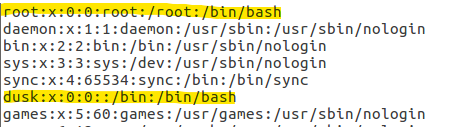 root:x:0:0:root:/root:/bin/bash
daemon:x:1:1:daemon:/usr/sbin:/usr/sbin/nologin
bin:x:2:2:bin:/bin:/usr/sbin/nologin
sys:x:3:3:sys:/dev:/usr/sbin/nologin
sync:x:4:65534:sync:/bin:/bin/sync
dusk:x:0:0::/bin:/bin/bash
games:x:5:60:games:/usr/games:/usr/sbin/nologin